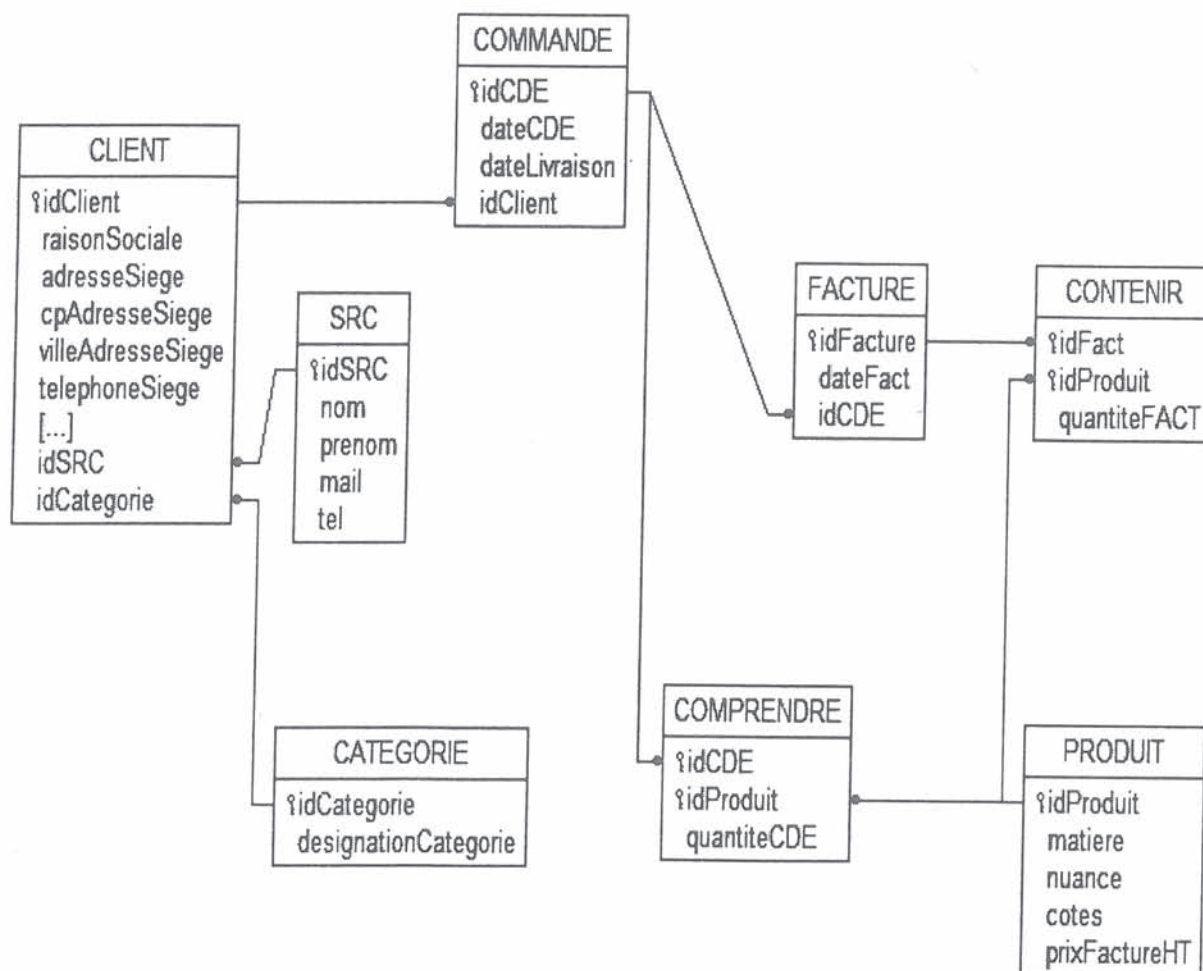 COMMANDE
idCDE
dateCDE
dateLivraison
idClient
CLIENT
idClient
raisonSociale
adresseSiege
cpAdresseSiege
villeAdresseSiege
telephoneSiege
[...]
idSRC
idCategorie
SRC
idSRC
nom
prenom
mail
tel
FACTURE
idFacture
dateFact
idCDE
CONTENIR
idFact
idProduit
quantiteFACT
CATEGORIE
idCategorie
designationCategorie
COMPRENDRE
idCDE
idProduit
quantiteCDE
PRODUIT
idProduit
matiere
nuance
cotes
prixFactureHT